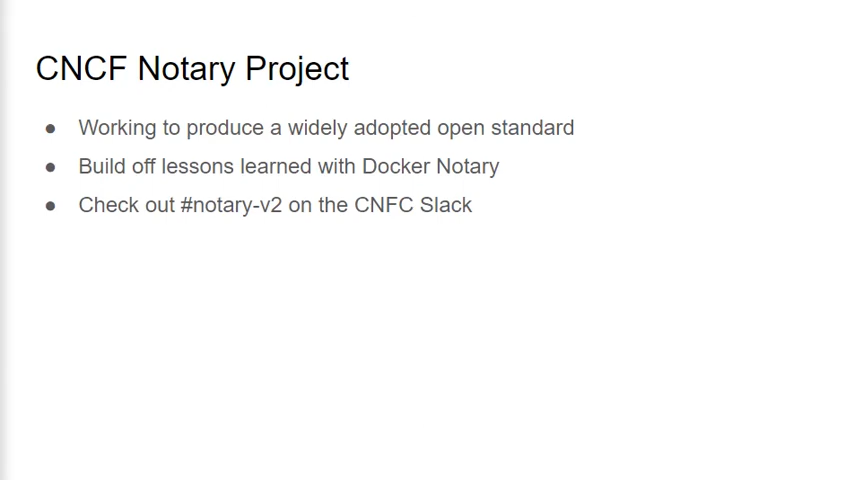 CNCF Notary Project
● Working to produce a widely adopted open standard
● Build off lessons learned with Docker Notary
● Check out #notary-v2 on the CNFC Slack